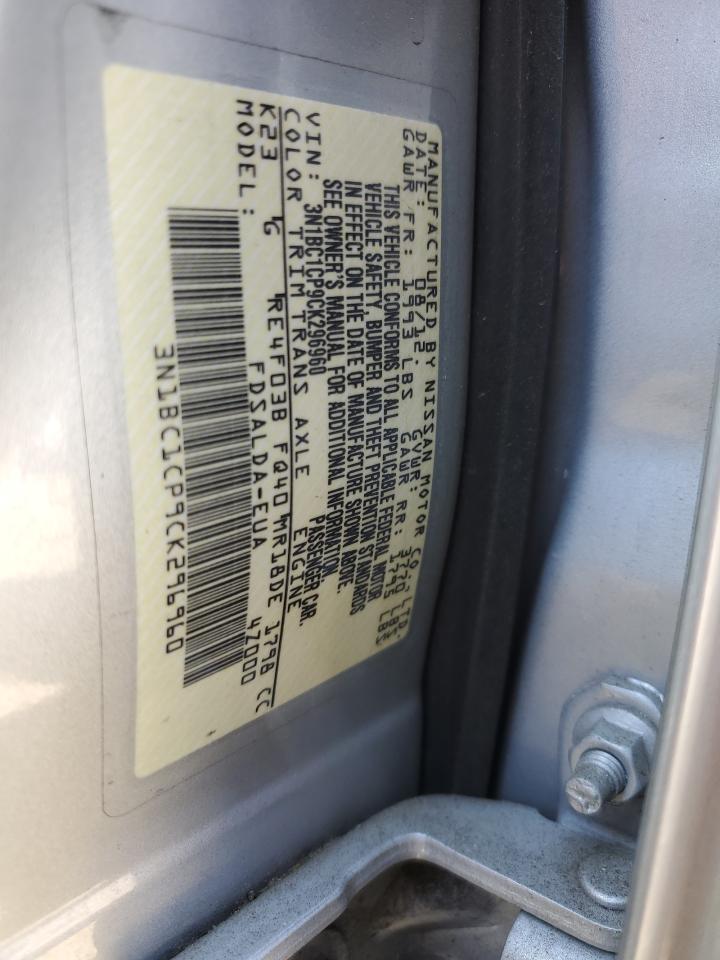 MANUFACTURED BY NISSAN MOTOR CO., LTD.
DATE: 08/12. GVWR: 3770 LBS
GAWR FR: 1993 LBS GAWR RR: 1795 LBS
THIS VEHICLE CONFORMS TO ALL APPLICABLE FEDERAL MOTOR
VEHICLE SAFETY, BUMPER AND THEFT PREVENTION STANDARDS
IN EFFECT ON THE DATE OF MANUFACTURE SHOWN ABOVE.
SEE OWNER'S MANUAL FOR ADDITIONAL INFORMATION.
VIN: 3N1BC1CP9CK296960 PASSENGER CAR.
COLOR TRIM TRANS AXLE ENGINE
K23 G RE4F03B FQ40 MR18DE 1798 CC
MODEL: FDSALDA-EUA 4Z000
3N1BC1CP9CK296960